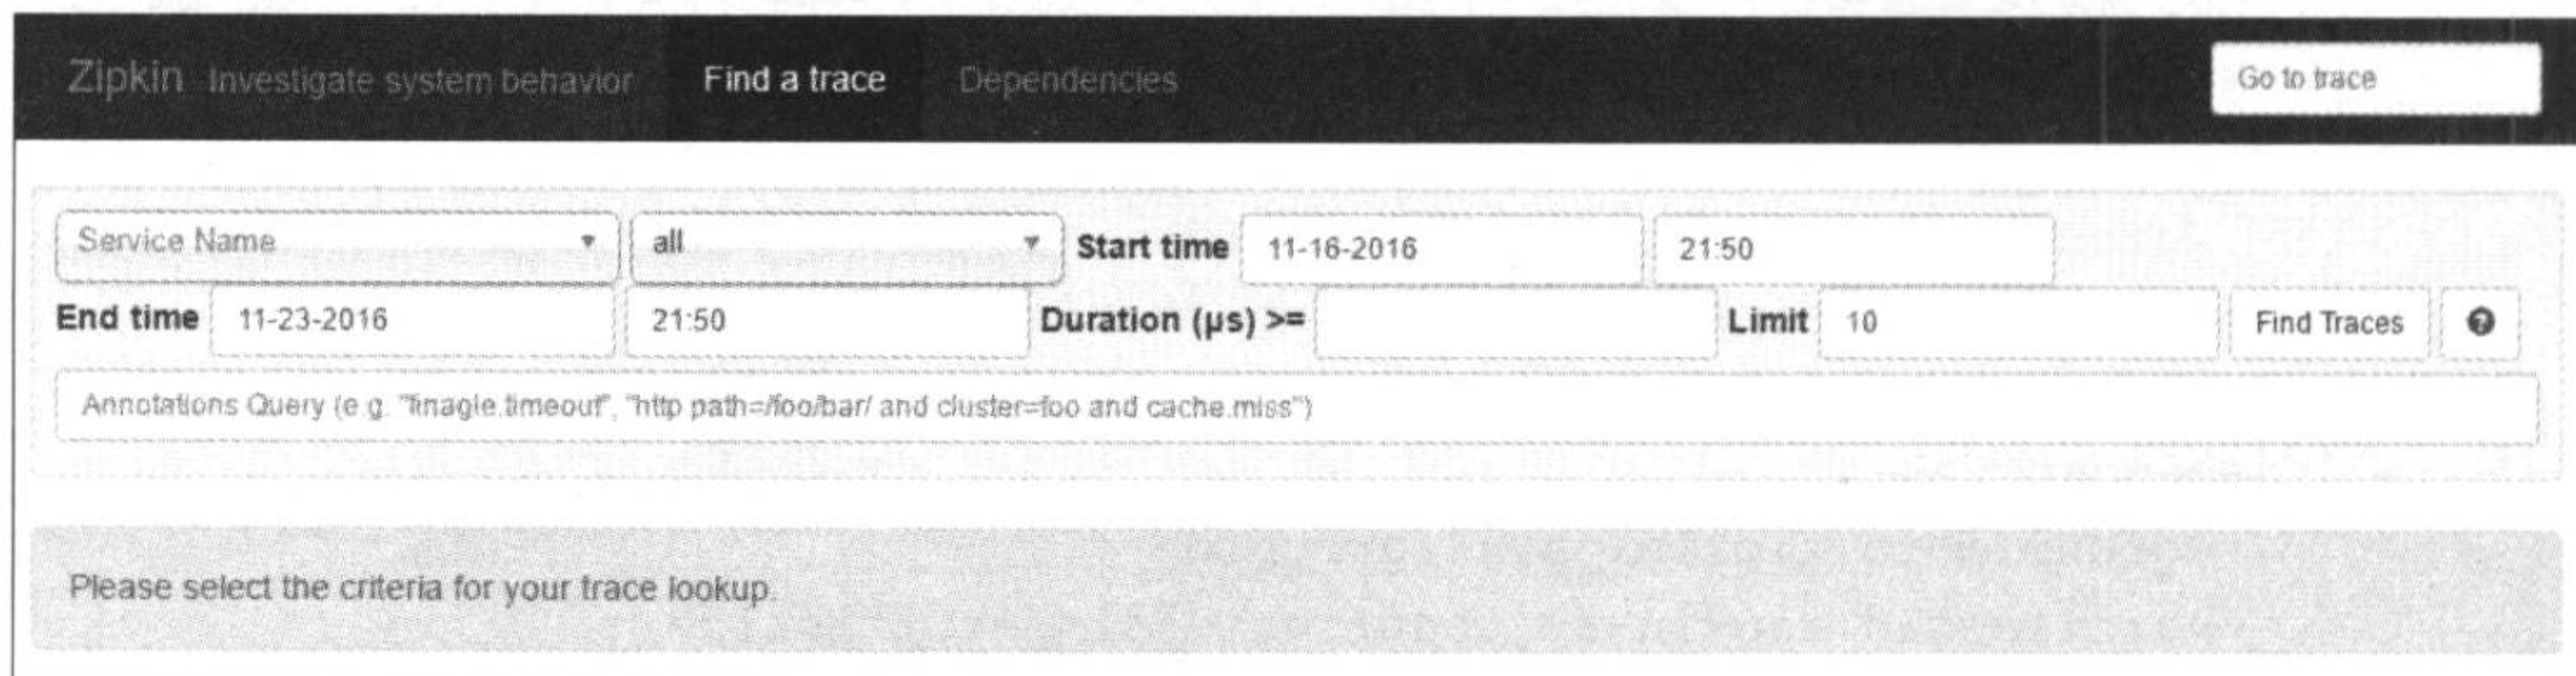 Zipkin Investigate system behavior Find a trace Dependencies Go to trace
Service Name all Start time 11-16-2016 21:50
End time 11-23-2016 21:50 Duration (μs) >= Limit 10 Find Traces ?
Annotations Query (e.g. "finagle.timeout", "http path=/foo/bar/ and cluster=foo and cache.miss")
Please select the criteria for your trace lookup.